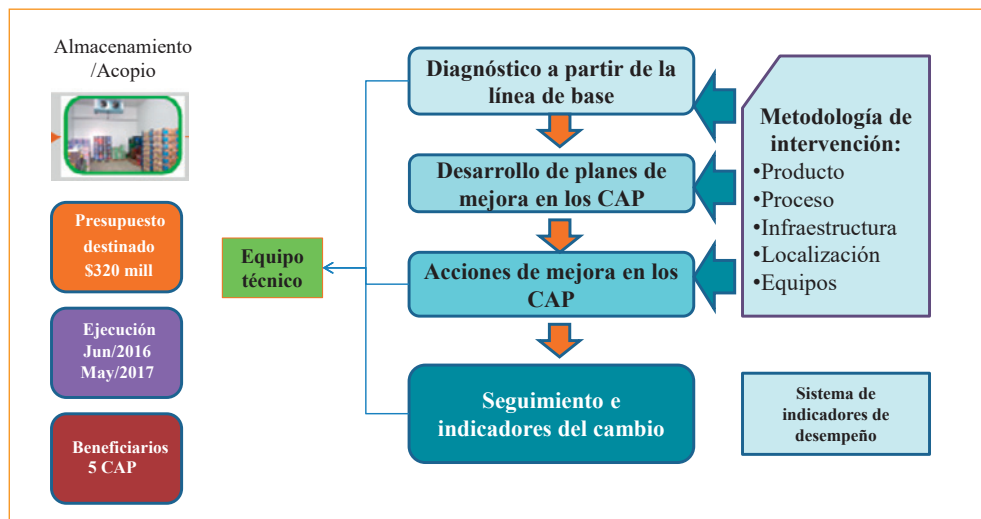 Almacenamiento
/Acopio
Presupuesto
destinado
$320 mill
Ejecución
Jun/2016
May/2017
Beneficiarios
5 CAP
Equipo
técnico
Diagnóstico a partir de la
línea de base
Desarrollo de planes de
mejora en los CAP
Acciones de mejora en los
CAP
Seguimiento e
indicadores del cambio
Metodología de
intervención:
•Producto
•Proceso
•Infraestructura
•Localización
•Equipos
Sistema de
indicadores de
desempeño